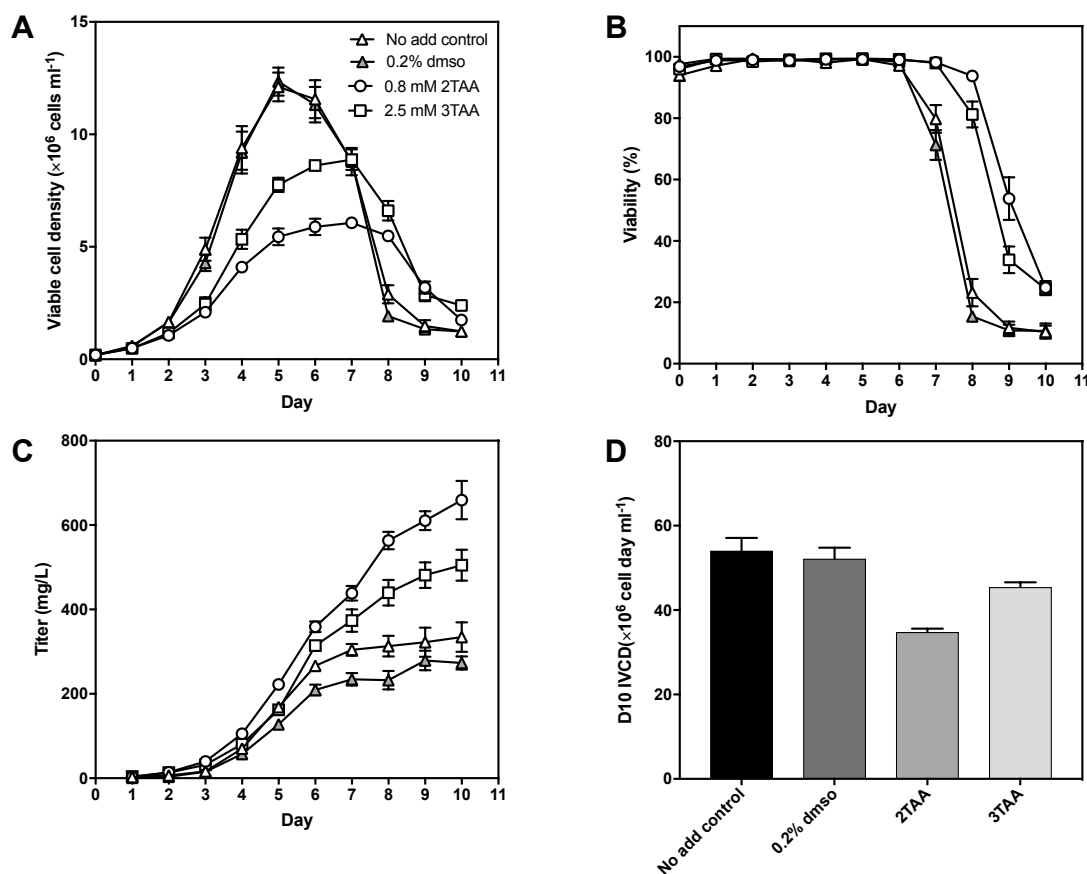 A
Viable cell density (×10⁶ cells ml⁻¹)
15
10
5
0
No add control
0.2% dmso
0.8 mM 2TAA
2.5 mM 3TAA
0 1 2 3 4 5 6 7 8 9 10 11
Day
B
Viability (%)
100
80
60
40
20
0
0 1 2 3 4 5 6 7 8 9 10 11
Day
C
Titer (mg/L)
800
600
400
200
0
0 1 2 3 4 5 6 7 8 9 10 11
Day
D
D10 IVCD(×10⁶ cell day ml⁻¹)
80
60
40
20
0
No add control
0.2% dmso
2TAA
3TAA